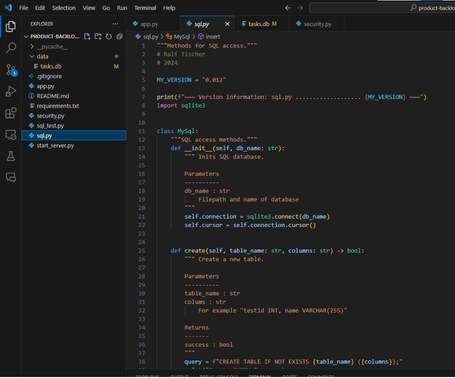 File Edit Selection View Go Run Terminal Help
product-backlo
EXPLORER
PRODUCT-BACKLO...
__pycache__
data
tasks.db M
.gitignore
app.py
README.md
requirements.txt
security.py
sql_test.py
sql.py
start_server.py
app.py sql.py tasks.db M security.py
sql.py > MySql > insert
1 """Methods for SQL access."""
2 # Ralf Tischer
3 # 2024
4
5 MY_VERSION = "0.012"
6
7 print(f"=== Version information: sql.py .................. {MY_VERSION} ===")
8 import sqlite3
9
10
11 class MySql:
12 """SQL access methods."""
13 def __init__(self, db_name: str):
14 """ Inits SQL database.
15
16 Parameters
17 ----------
18 db_name : str
19 Filepath and name of database
20 """
21 self.connection = sqlite3.connect(db_name)
22 self.cursor = self.connection.cursor()
23
24
25 def create(self, table_name: str, columns: str) -> bool:
26 """ Create a new table.
27
28 Parameters
29 ----------
30 table_name : str
31 colums : str
32 For example "testid INT, name VARCHAR(255)"
33
34 Returns
35 -------
36 success : bool
37 """
38 query = f"CREATE TABLE IF NOT EXISTS {table_name} ({columns});"